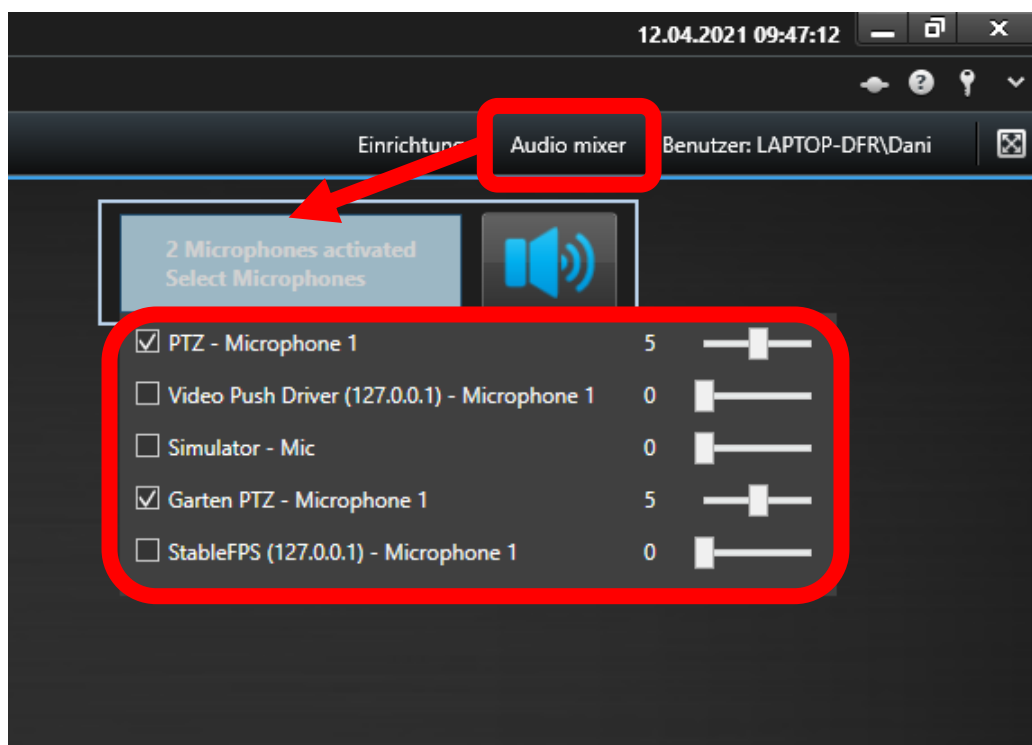 12.04.2021 09:47:12
Einrichtung Audio mixer Benutzer: LAPTOP-DFR\Dani
2 Microphones activated
Select Microphones
PTZ - Microphone 1 5
Video Push Driver (127.0.0.1) - Microphone 1 0
Simulator - Mic 0
Garten PTZ - Microphone 1 5
StableFPS (127.0.0.1) - Microphone 1 0